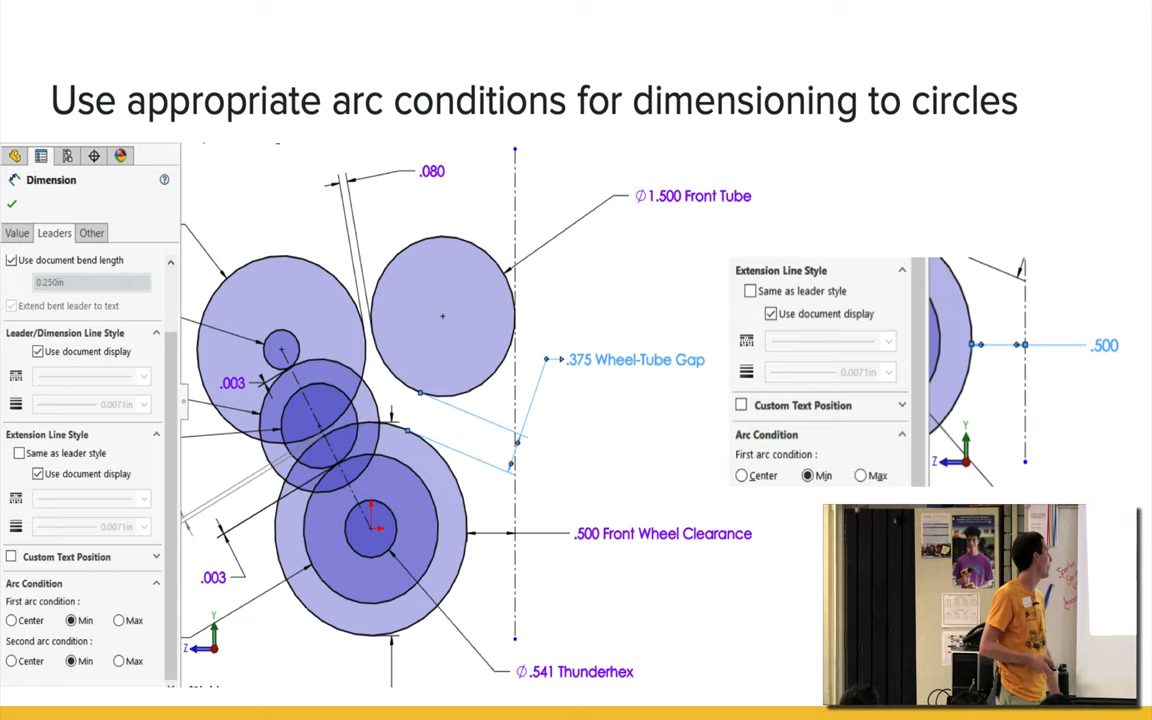 Use appropriate arc conditions for dimensioning to circles
Dimension
Value
Leaders
Other
Use document bend length
0.250in
Extend bent leader to text
Leader/Dimension Line Style
Use document display
0.0071in
Extension Line Style
Same as leader style
Use document display
0.0071in
Custom Text Position
Arc Condition
First arc condition :
Center
Min
Max
Second arc condition :
Center
Min
Max
.080
∅1.500 Front Tube
.375 Wheel-Tube Gap
.003
.500 Front Wheel Clearance
.003
∅.541 Thunderhex
Y
Z
Extension Line Style
Same as leader style
Use document display
0.0071in
Custom Text Position
Arc Condition
First arc condition :
Center
Min
Max
.500
Y
Z